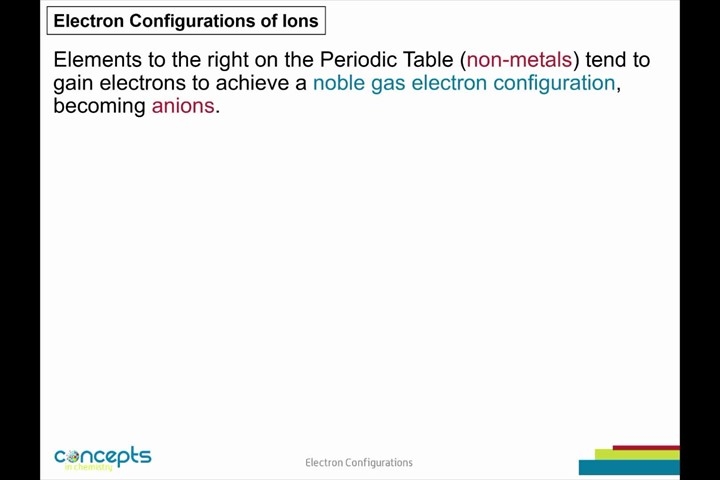 Electron Configurations of Ions
Elements to the right on the Periodic Table (non-metals) tend to
gain electrons to achieve a noble gas electron configuration,
becoming anions.
concepts
in chemistry
Electron Configurations